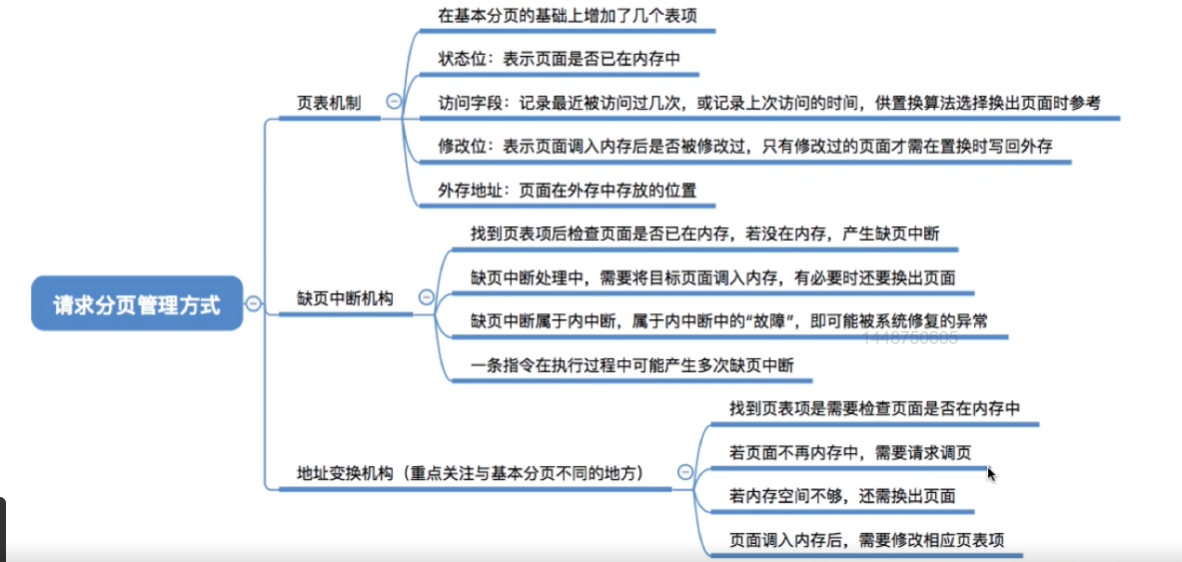 在基本分页的基础上增加了几个表项
状态位：表示页面是否已在内存中
页表机制
访问字段：记录最近被访问过几次，或记录上次访问的时间，供置换算法选择换出页面时参考
修改位：表示页面调入内存后是否被修改过，只有修改过的页面才需在置换时写回外存
外存地址：页面在外存中存放的位置
请求分页管理方式
缺页中断机构
找到页表项后检查页面是否已在内存，若没在内存，产生缺页中断
缺页中断处理中，需要将目标页面调入内存，有必要时还要换出页面
缺页中断属于内中断，属于内中断中的“故障”，即可能被系统修复的异常
1448750605
一条指令在执行过程中可能产生多次缺页中断
地址变换机构（重点关注与基本分页不同的地方）
找到页表项是需要检查页面是否在内存中
若页面不再内存中，需要请求调页
若内存空间不够，还需换出页面
页面调入内存后，需要修改相应页表项